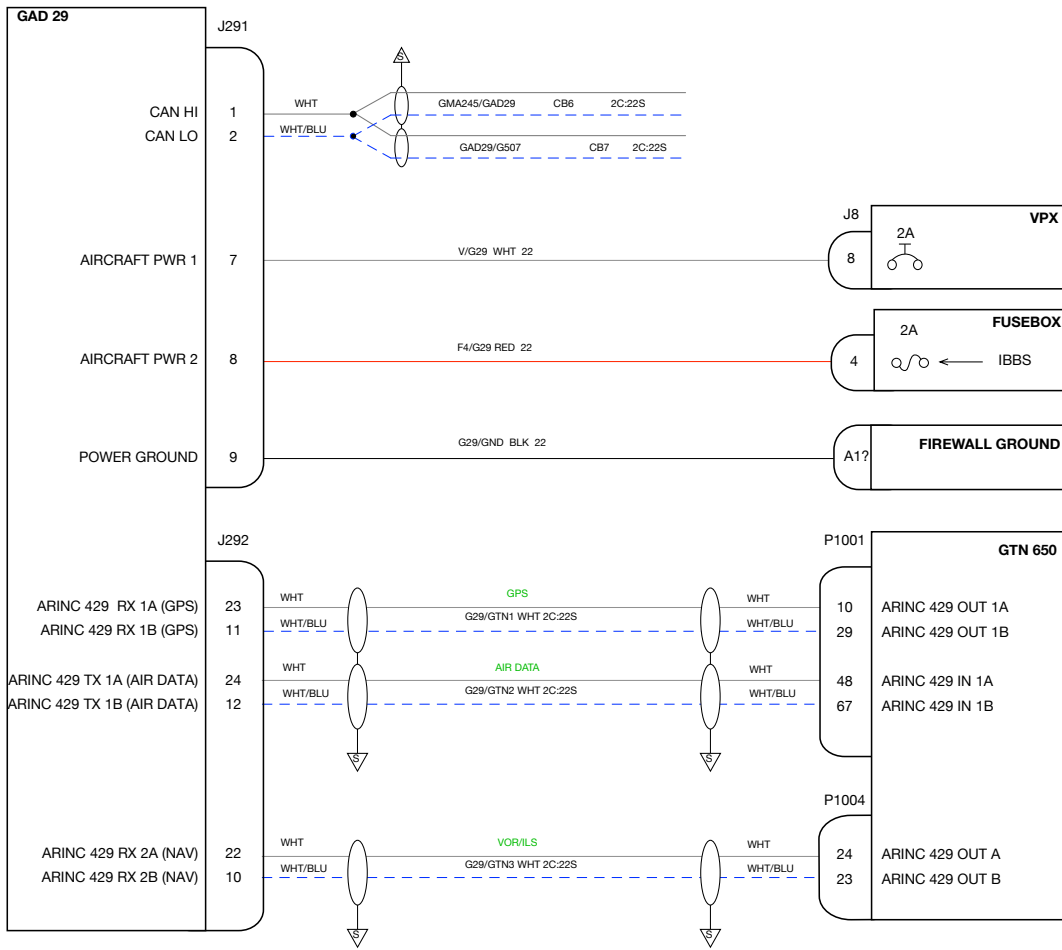 GAD 29
J291
S
CAN HI 1 WHT GMA245/GAD29 CB6 2C:22S
CAN LO 2 WHT/BLU
GAD29/G507 CB7 2C:22S
J8 VPX
2A
AIRCRAFT PWR 1 7 V/G29 WHT 22 8
FUSEBOX
2A
AIRCRAFT PWR 2 8 F4/G29 RED 22 4 IBBS
POWER GROUND 9 G29/GND BLK 22 A1? FIREWALL GROUND
J292 P1001 GTN 650
GPS
ARINC 429 RX 1A (GPS) 23 WHT WHT 10 ARINC 429 OUT 1A
G29/GTN1 WHT 2C:22S
ARINC 429 RX 1B (GPS) 11 WHT/BLU WHT/BLU 29 ARINC 429 OUT 1B
AIR DATA
ARINC 429 TX 1A (AIR DATA) 24 WHT WHT 48 ARINC 429 IN 1A
G29/GTN2 WHT 2C:22S
ARINC 429 TX 1B (AIR DATA) 12 WHT/BLU WHT/BLU 67 ARINC 429 IN 1B
S S
P1004
VOR/ILS
ARINC 429 RX 2A (NAV) 22 WHT WHT 24 ARINC 429 OUT A
G29/GTN3 WHT 2C:22S
ARINC 429 RX 2B (NAV) 10 WHT/BLU WHT/BLU 23 ARINC 429 OUT B
S S